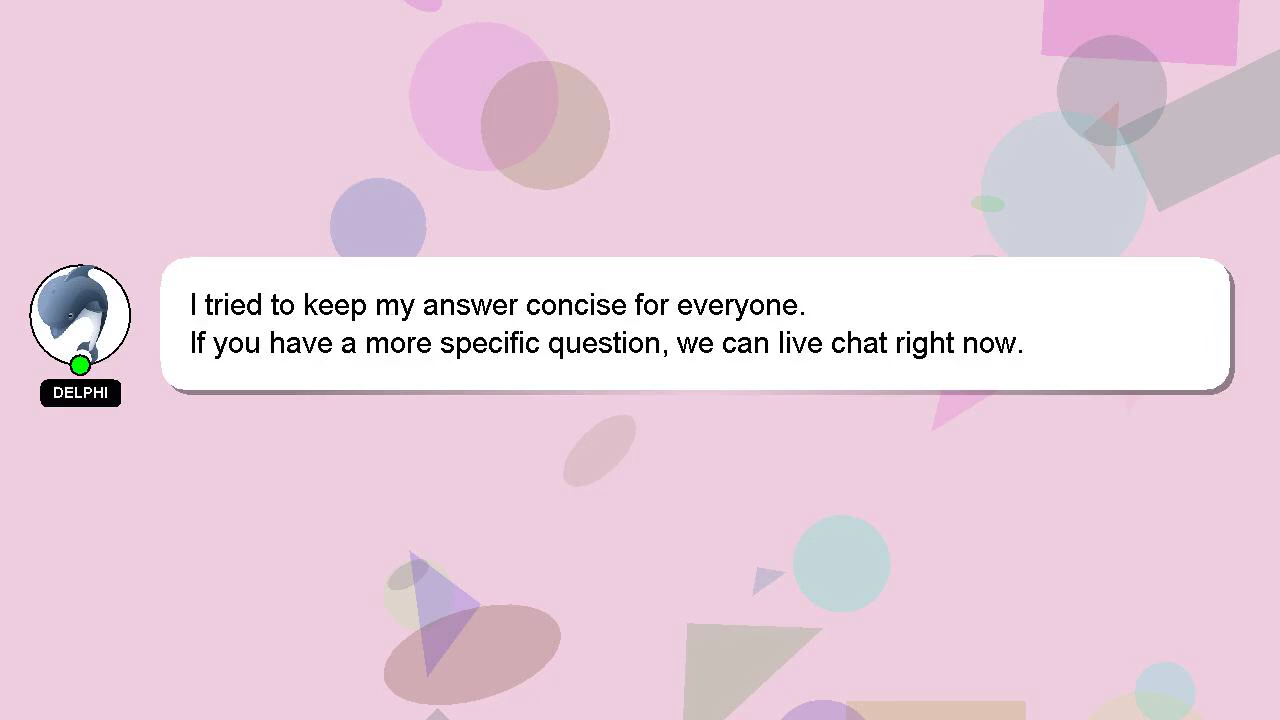 I tried to keep my answer concise for everyone.
If you have a more specific question, we can live chat right now.
DELPHI